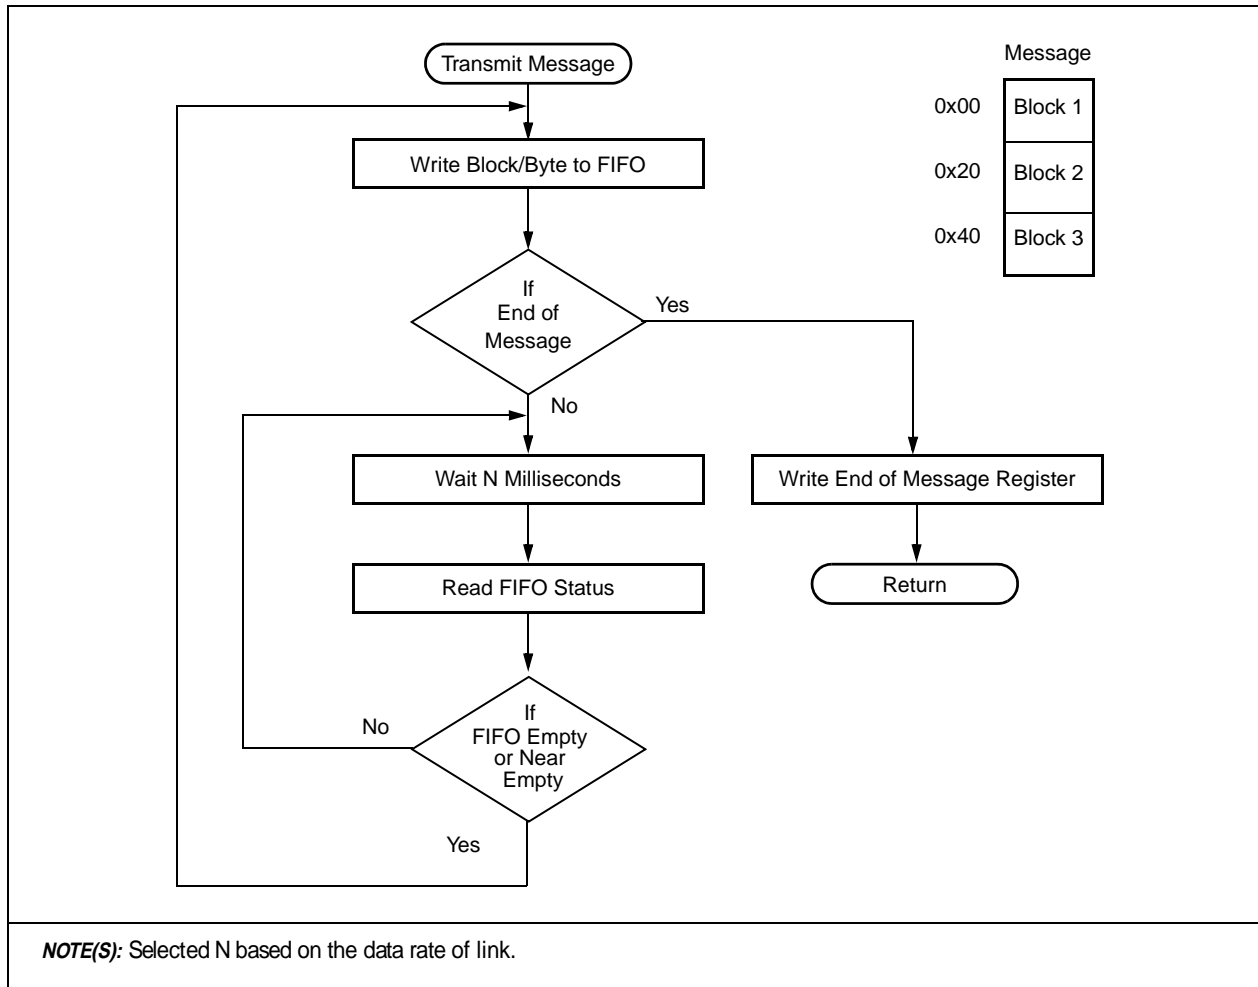 Transmit Message
Write Block/Byte to FIFO
If
End of
Message
Yes
No
Wait N Milliseconds
Read FIFO Status
If
FIFO Empty
or Near
Empty
No
Yes
Write End of Message Register
Return
Message
0x00 Block 1
0x20 Block 2
0x40 Block 3
NOTE(S): Selected N based on the data rate of link.